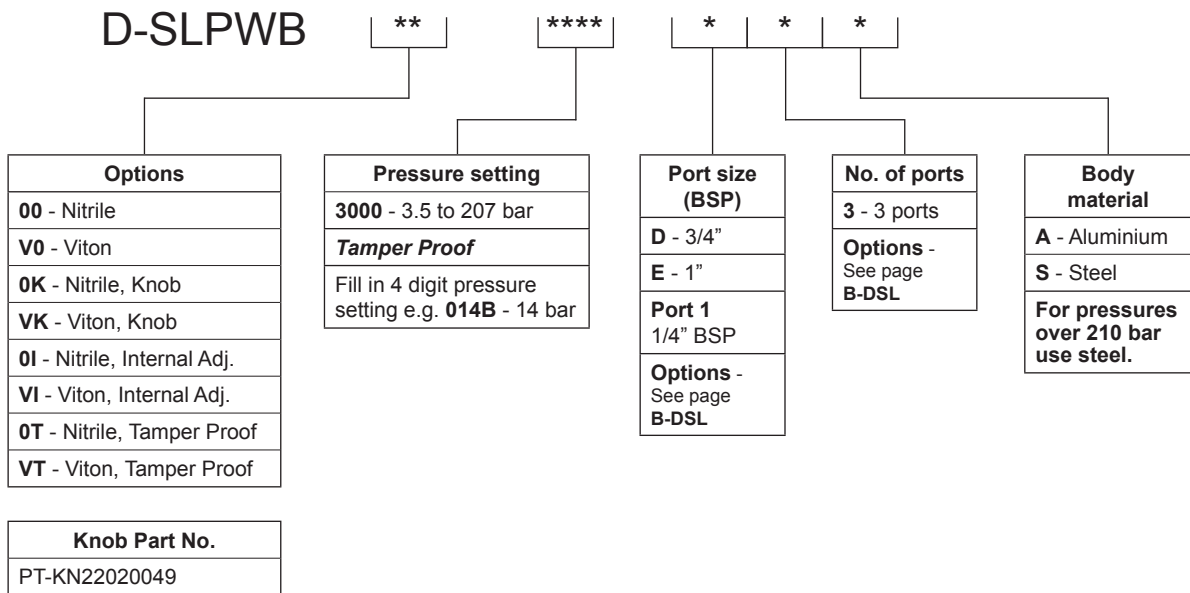 D-SLPWB ** **** * * *
Options
00 - Nitrile
V0 - Viton
0K - Nitrile, Knob
VK - Viton, Knob
0I - Nitrile, Internal Adj.
VI - Viton, Internal Adj.
0T - Nitrile, Tamper Proof
VT - Viton, Tamper Proof
Pressure setting
3000 - 3.5 to 207 bar
Tamper Proof
Fill in 4 digit pressure
setting e.g. 014B - 14 bar
Port size
(BSP)
D - 3/4”
E - 1”
Port 1
1/4” BSP
Options -
See page
B-DSL
No. of ports
3 - 3 ports
Options -
See page
B-DSL
Body
material
A - Aluminium
S - Steel
For pressures
over 210 bar
use steel.
Knob Part No.
PT-KN22020049